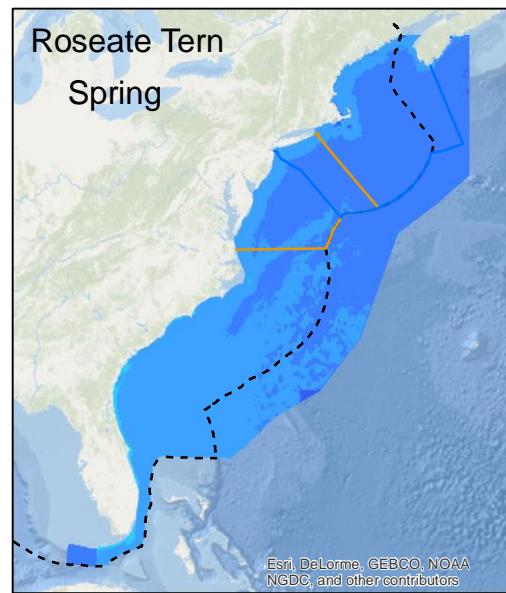 Roseate Tern
Spring
Esri, DeLorme, GEBCO, NOAA
NGDC, and other contributors